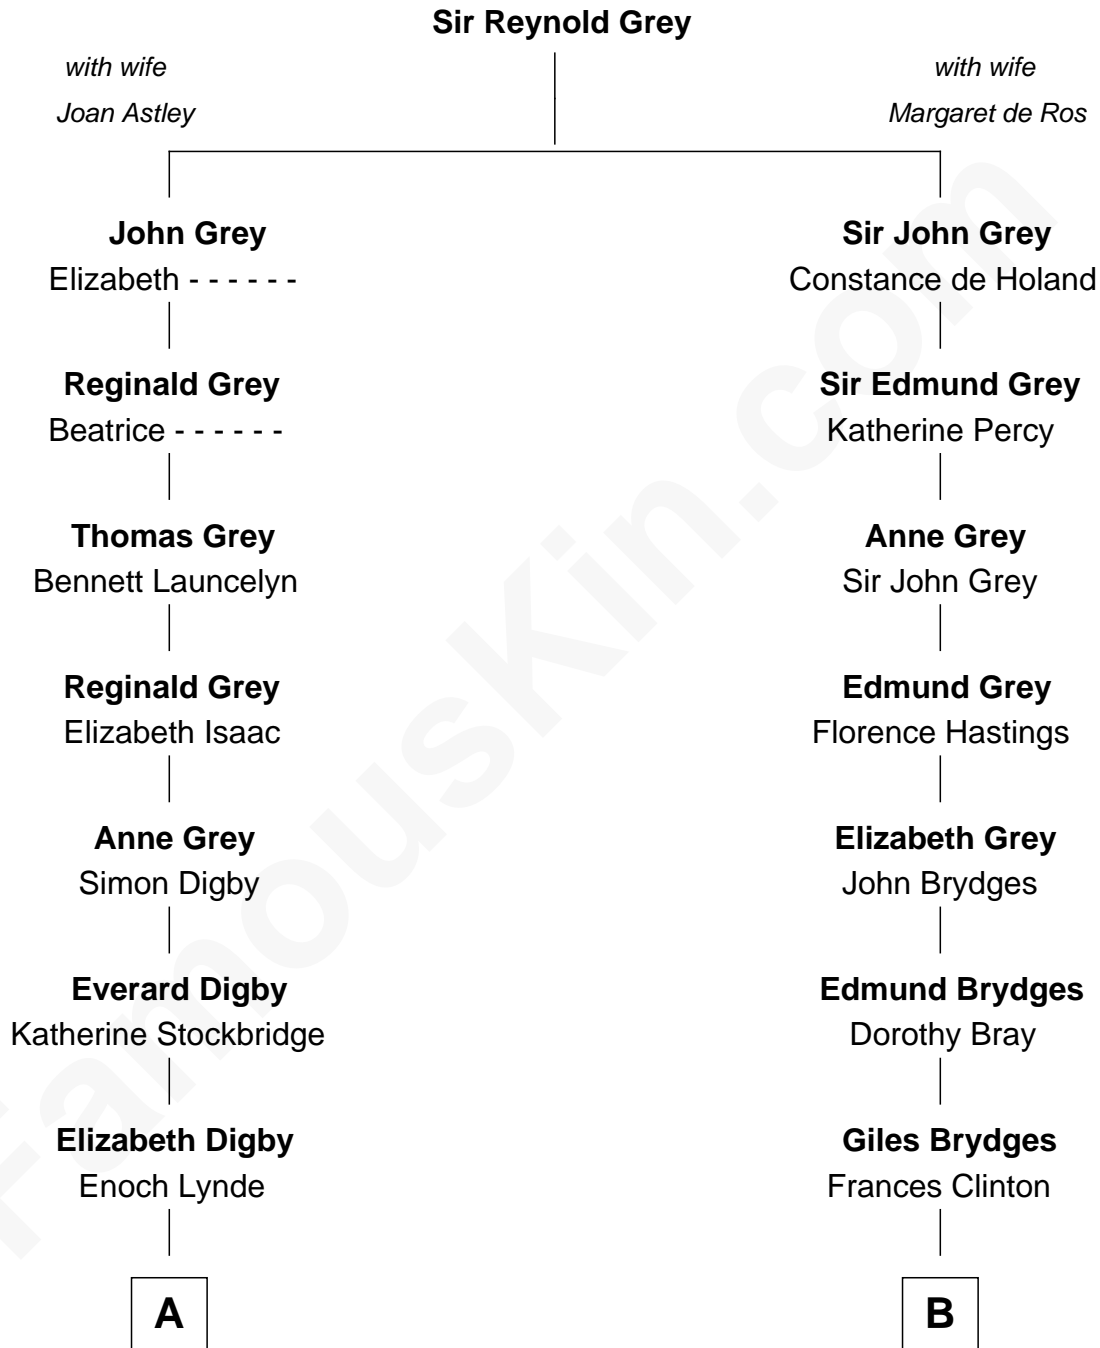 Sir Reynold Grey
with wife
Joan Astley
with wife
Margaret de Ros
John Grey
Elizabeth - - - - - -
Sir John Grey
Constance de Holand
Reginald Grey
Beatrice - - - - - -
Sir Edmund Grey
Katherine Percy
Thomas Grey
Bennett Launcelyn
Anne Grey
Sir John Grey
Reginald Grey
Elizabeth Isaac
Edmund Grey
Florence Hastings
Anne Grey
Simon Digby
Elizabeth Grey
John Brydges
Everard Digby
Katherine Stockbridge
Edmund Brydges
Dorothy Bray
Elizabeth Digby
Enoch Lynde
Giles Brydges
Frances Clinton
A
B
FamousKin.com